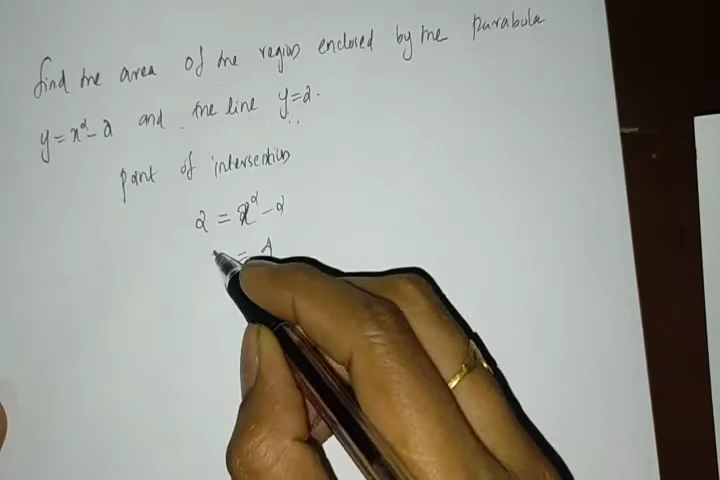 find the area of the region enclosed by the parabola
y = x² - 2 and the line y = 2.
point of intersection
2 = x² - 2
= 4